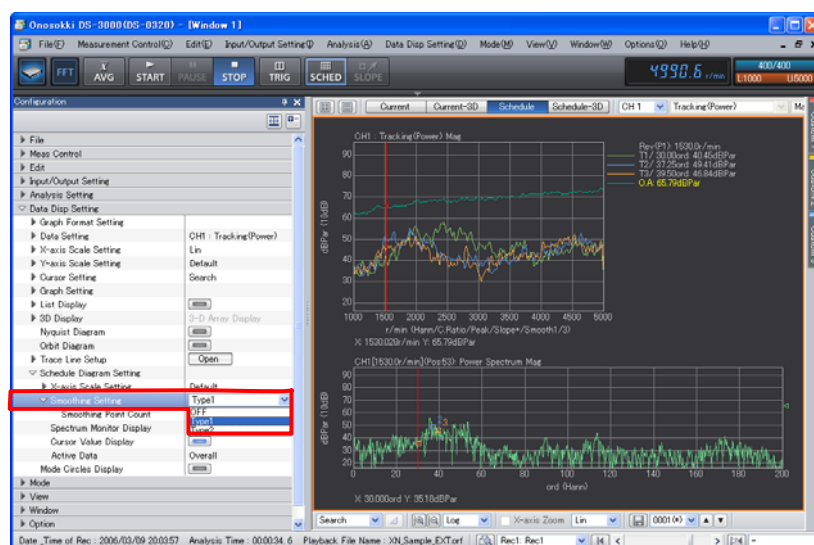 Onosokki DS-3000(DS-0320) - [Window 1]
File(F) Measurement Control(C) Edit(E) Input/Output Setting(I) Analysis(A) Data Disp Setting(D) Mode(M) View(V) Window(W) Options(O) Help(H)
FFT AVG START PAUSE STOP TRIG SCHED SLOPE 4990.6 r/min 400/400 L:1000 U:5000
Configuration
Current Current-3D Schedule Schedule-3D CH 1 Tracking(Power)
File
Meas Control
Edit
Input/Output Setting
Analysis Setting
Data Disp Setting
Graph Format Setting
Data Setting CH1 : Tracking(Power)
X-axis Scale Setting Lin
Y-axis Scale Setting Default
Cursor Setting Search
Graph Setting
List Display
3D Display 3-D Array Display
Nyquist Diagram
Orbit Diagram
Trace Line Setup Open
Schedule Diagram Setting
X-axis Scale Setting Default
Smoothing Setting Type1
OFF
Type1
Type2
Smoothing Point Count
Spectrum Monitor Display
Cursor Value Display
Active Data Overall
Mode Circles Display
Mode
View
Window
Option
CH1 : Tracking(Power) Mag
Rev(P1): 1530.0r/min
T1/ 30.00ord: 40.45dBPar
T2/ 37.25ord: 49.41dBPar
T3/ 39.50ord: 46.84dBPar
O.A: 65.79dBPar
90
80
70
60
50
40
30
20
dBPar (10dB)
1000 1500 2000 2500 3000 3500 4000 4500 5000
r/min (Hann/C.Ratio/Peak/Slope+/Smooth1/3)
X: 1530.029r/min Y: 65.79dBPar
CH1[1530.0r/min](Pos:53): Power Spectrum Mag
90
80
70
60
50
40
30
20
dBPar (10dB)
0 20 40 60 80 100 120 140 160 180 200
ord (Hann)
X: 30.000ord Y: 35.18dBPar
Search Log X-axis Zoom Lin 0001(*)
Date _Time of Rec : 2006/03/09 20:03:57 Analysis Time : 00:00:34. 6 Playback File Name : XN_Sample_EXT.orf Rec1: Rec1